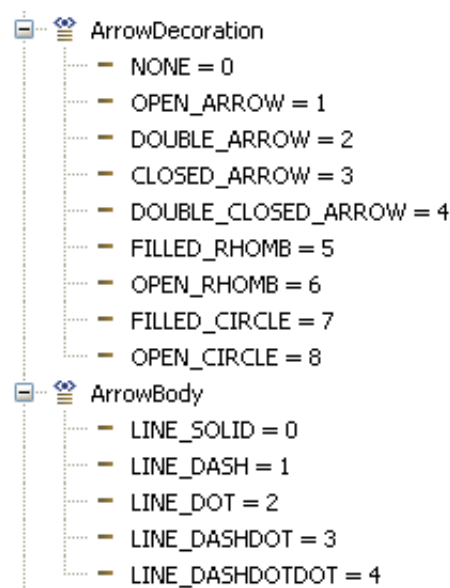 ArrowDecoration
NONE = 0
OPEN_ARROW = 1
DOUBLE_ARROW = 2
CLOSED_ARROW = 3
DOUBLE_CLOSED_ARROW = 4
FILLED_RHOMB = 5
OPEN_RHOMB = 6
FILLED_CIRCLE = 7
OPEN_CIRCLE = 8
ArrowBody
LINE_SOLID = 0
LINE_DASH = 1
LINE_DOT = 2
LINE_DASHDOT = 3
LINE_DASHDOTDOT = 4